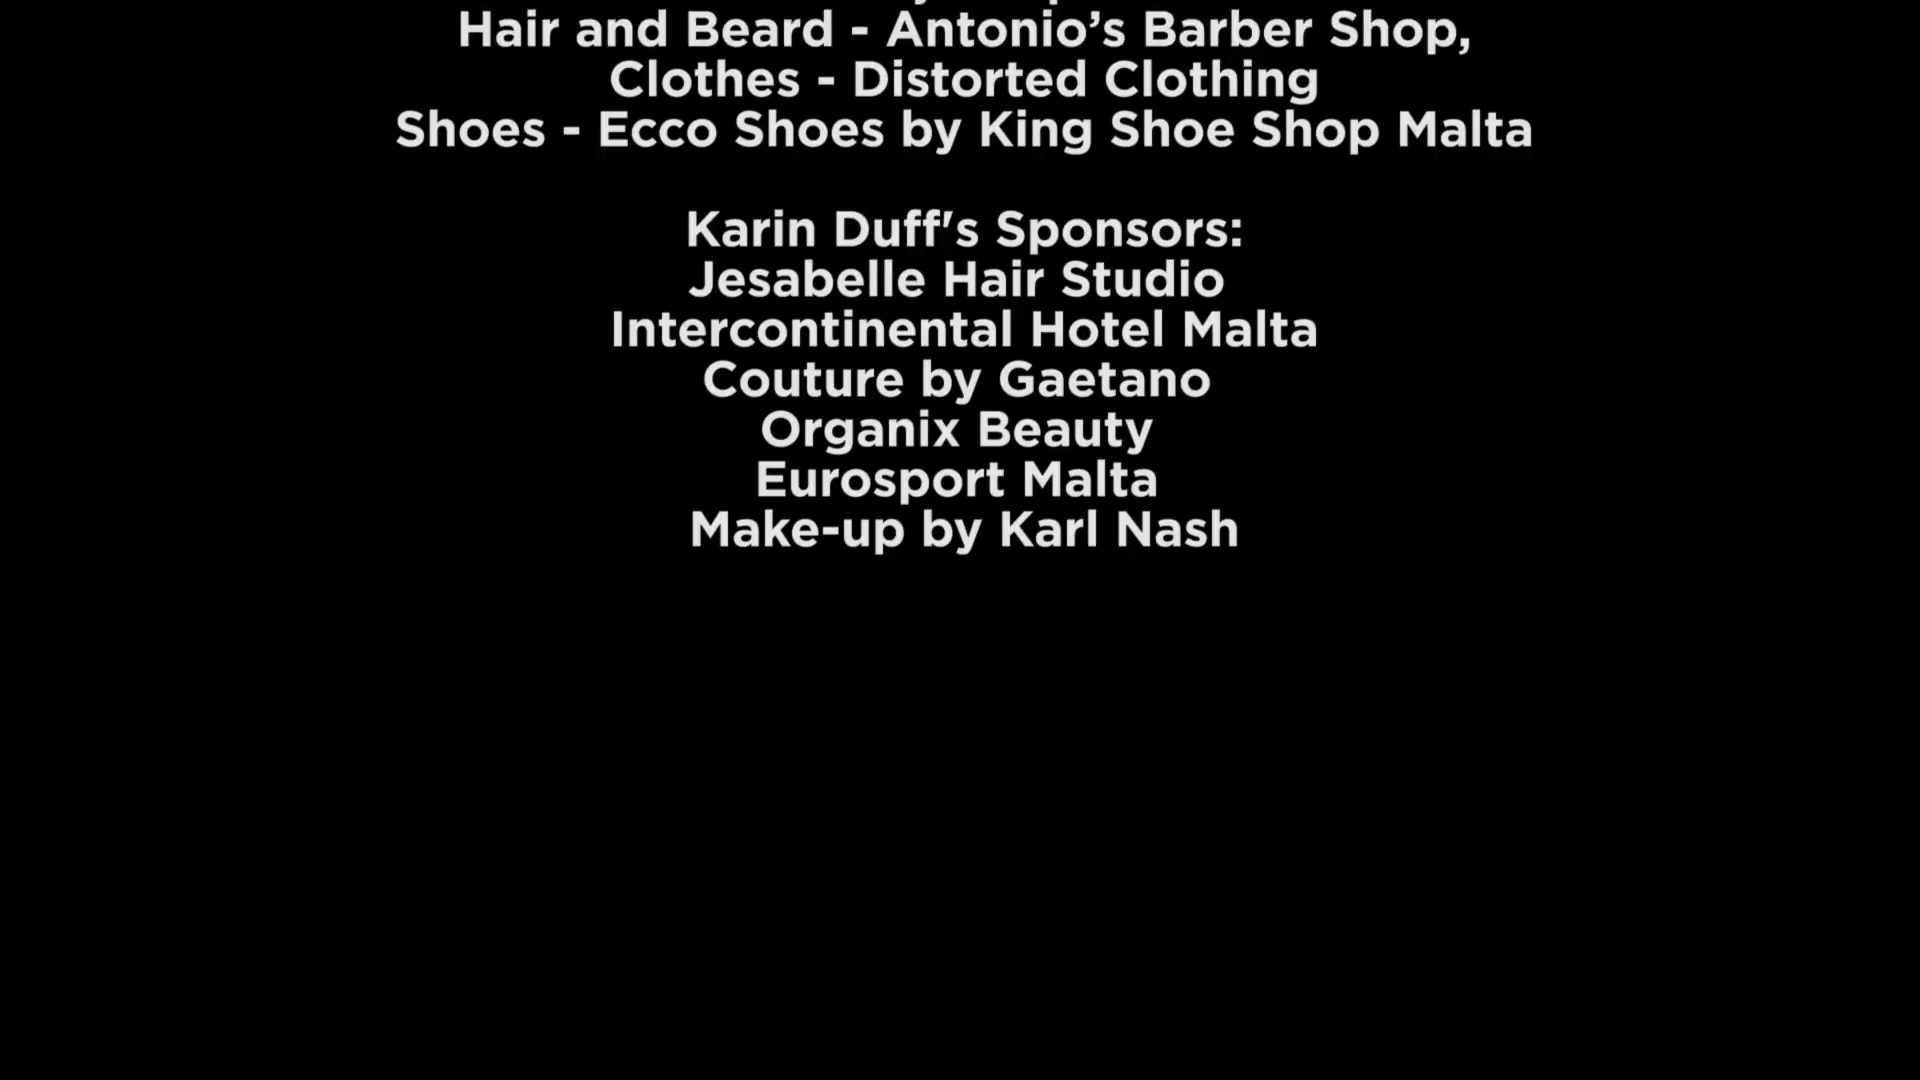 Hair and Beard - Antonio’s Barber Shop,
Clothes - Distorted Clothing
Shoes - Ecco Shoes by King Shoe Shop Malta
Karin Duff's Sponsors:
Jesabelle Hair Studio
Intercontinental Hotel Malta
Couture by Gaetano
Organix Beauty
Eurosport Malta
Make-up by Karl Nash